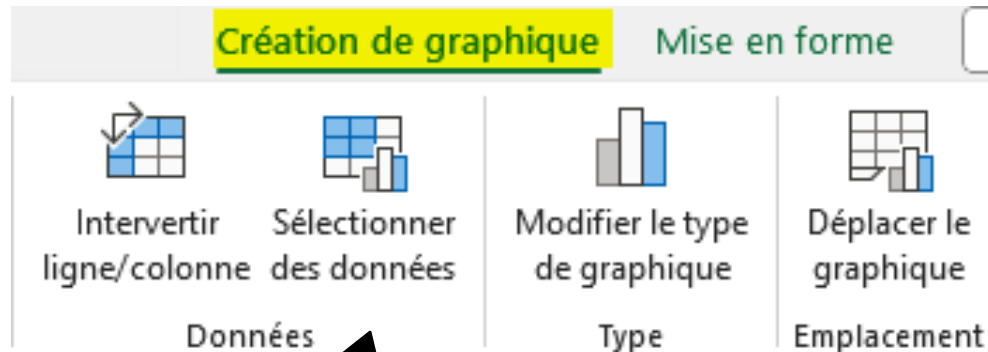 Création de graphique Mise en forme
Intervertir ligne/colonne
Sélectionner des données
Modifier le type de graphique
Déplacer le graphique
Données Type Emplacement